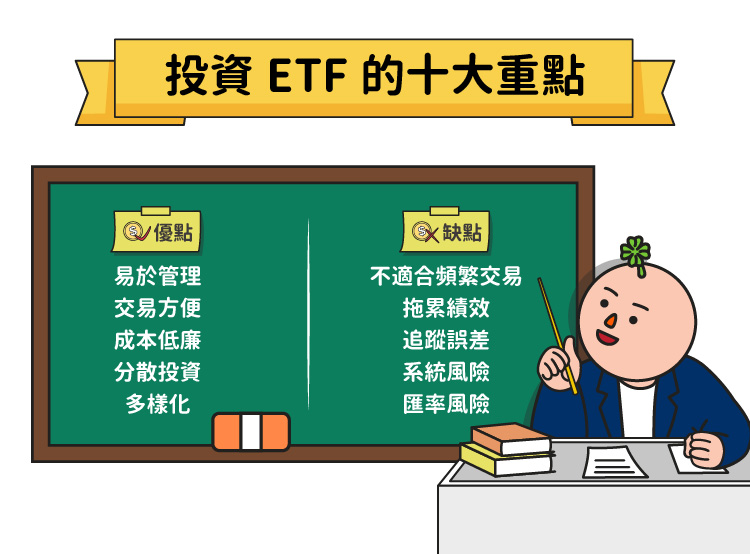 投資 ETF 的十大重點
優點
易於管理
交易方便
成本低廉
分散投資
多樣化
缺點
不適合頻繁交易
拖累績效
追蹤誤差
系統風險
匯率風險